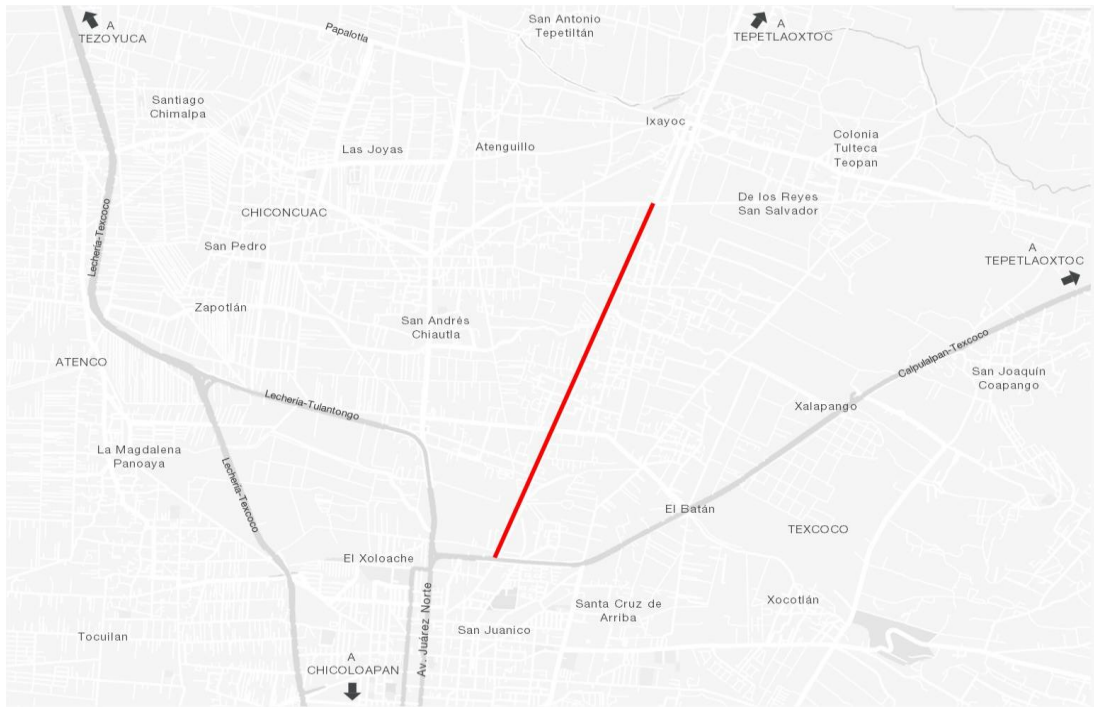 A
TEZOYUCA
Papalotla
San Antonio
Tepetiltán
A
TEPETLAOXTOC
Santiago
Chimalpa
Ixayoc
Las Joyas
Atenguillo
Colonia
Tulteca
Teopan
De los Reyes
San Salvador
CHICONCUAC
Lechería-Texcoco
San Pedro
A
TEPETLAOXTOC
Zapotlán
San Andrés
Chiautla
Calpulalpan-Texcoco
ATENCO
San Joaquín
Coapango
Lechería-Tulantongo
Xalapango
La Magdalena
Panoaya
Lechería-Texcoco
El Batán
TEXCOCO
El Xoloache
Av. Juárez Norte
Santa Cruz de
Arriba
Xocotlán
San Juanico
Tocuilan
A
CHICOLOAPAN